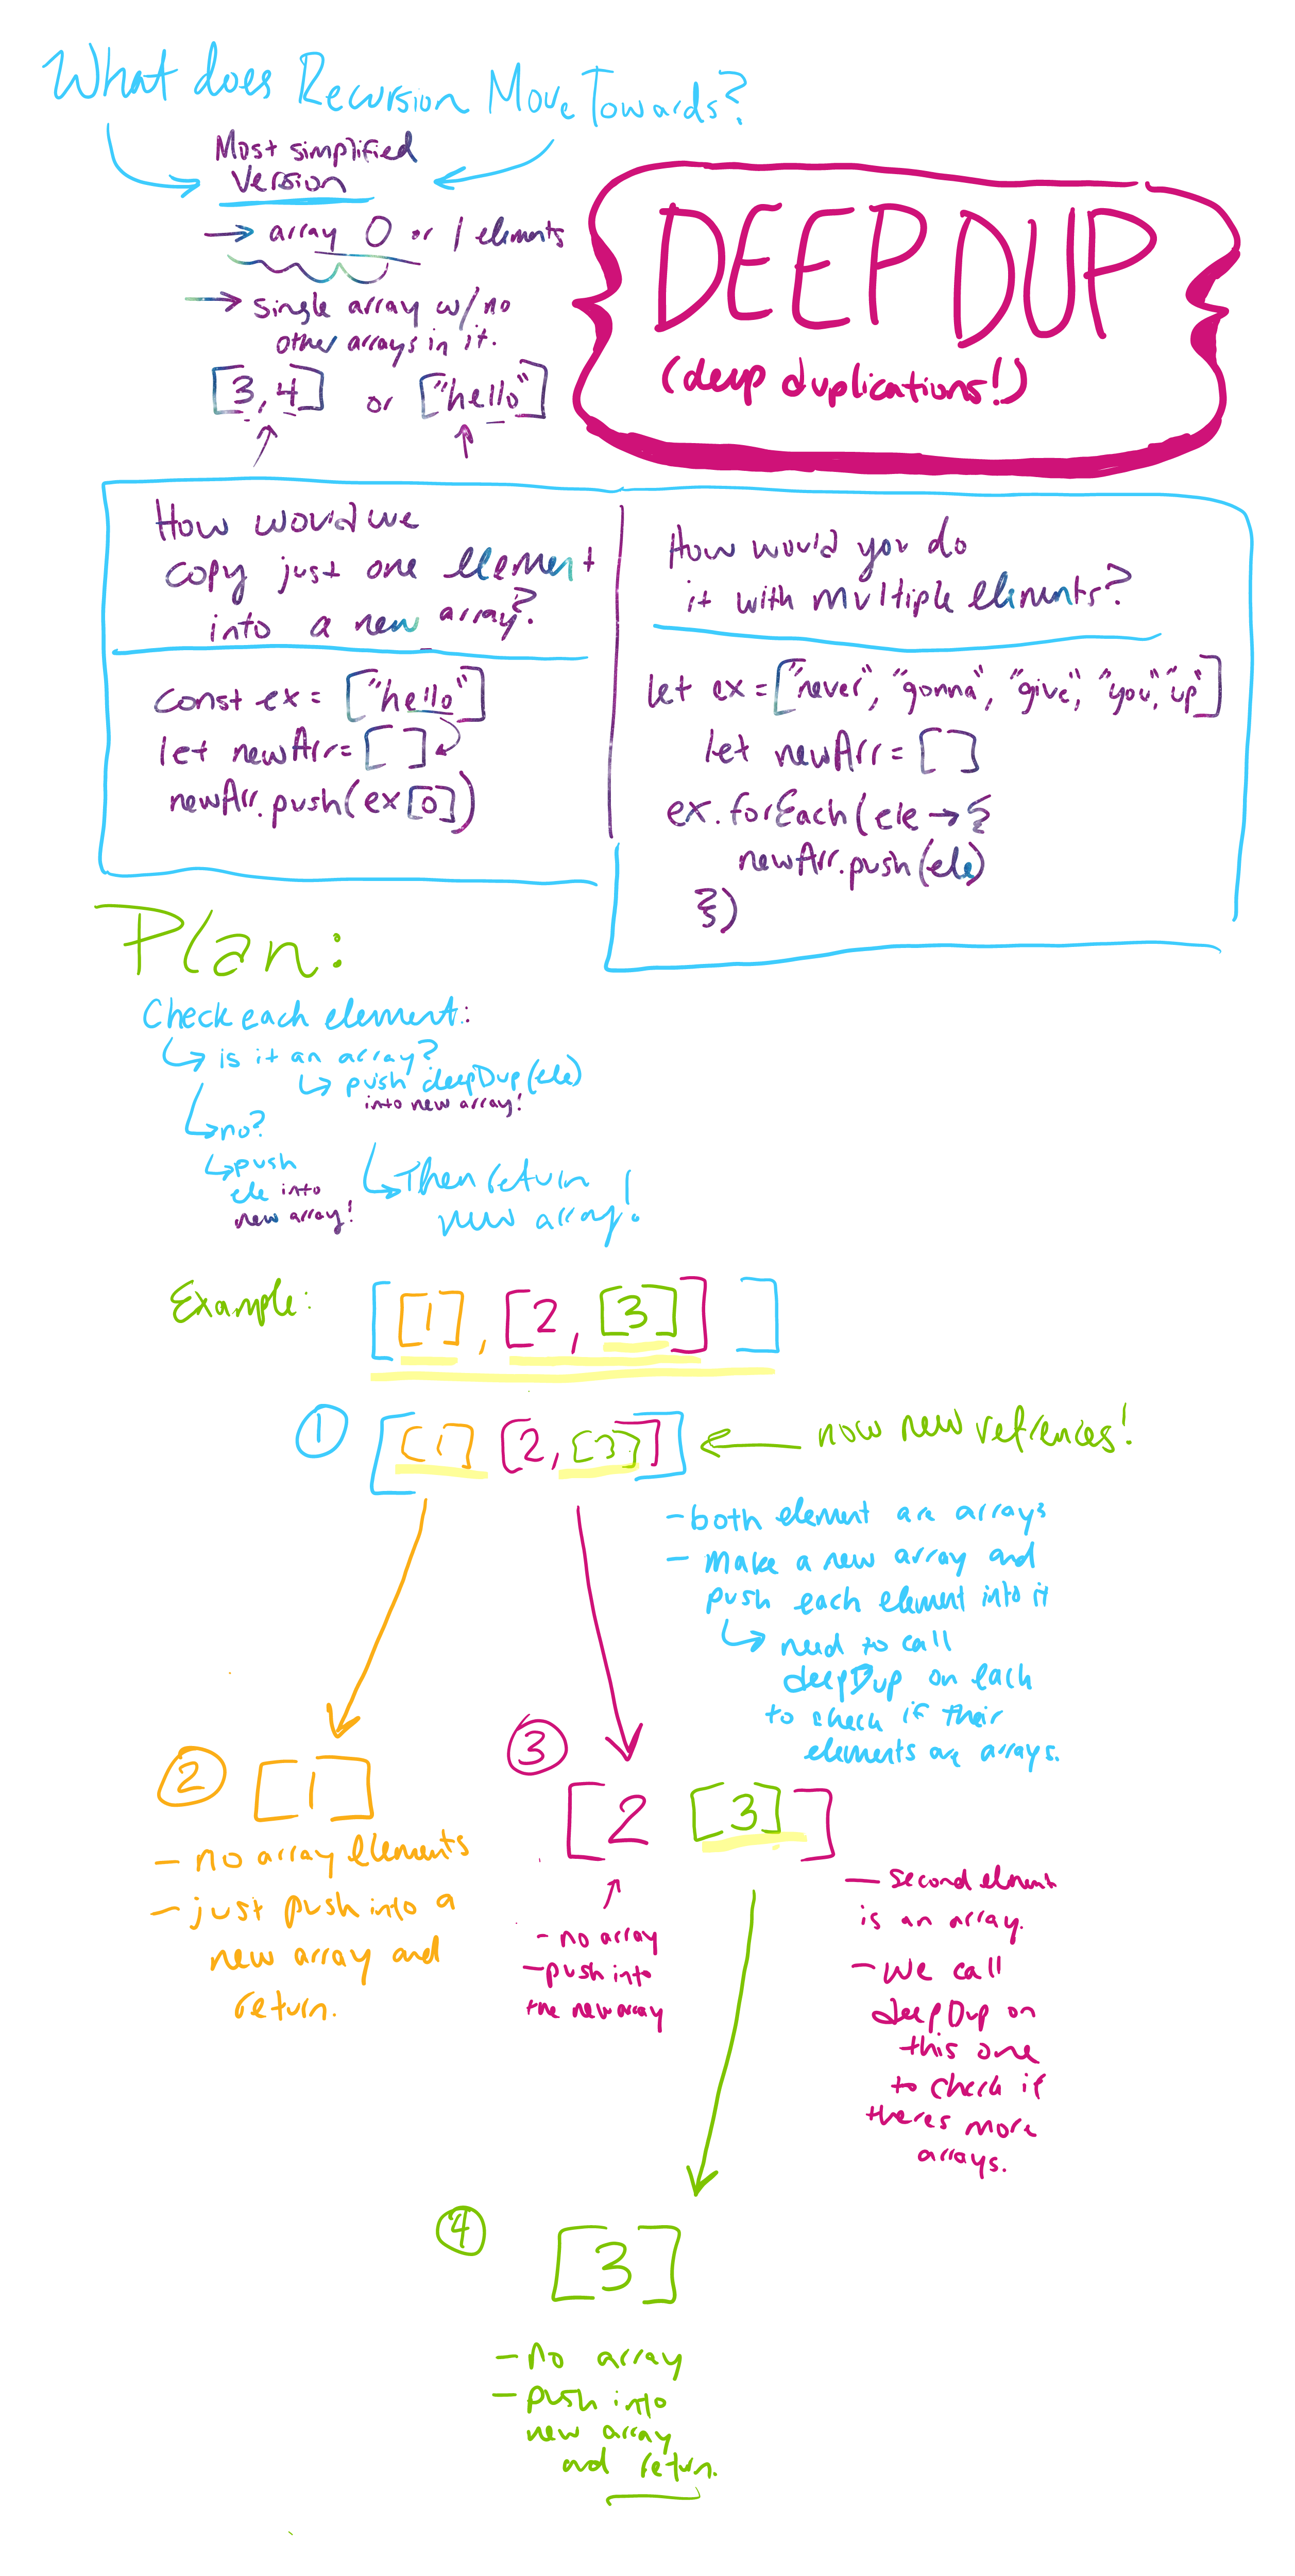 What does Recursion Move Towards?
Most simplified
Version
→ array 0 or 1 elements
→ single array w/ no
other arrays in it.
[3,4] or ["hello"]
DEEP DUP
(deep duplications!)
How would we
copy just one element
into a new array?
const ex = ["hello"]
let newArr = []
newArr.push(ex[0])
How would you do
it with multiple elements?
let ex = ["never", "gonna", "give", "you", "up"]
let newArr = []
ex.forEach(ele → {
newArr.push(ele)
})
Plan:
Check each element:
↳ is it an array?
↳ push deepDup(ele)
into new array!
↳ no?
↳ push
ele into
new array!
↳ Then return
new array!
Example: [[1], [2, [3]] ]
① [[1] [2, [3]]] ← now new refrences!
- both element are arrays
- make a new array and
push each element into it
↳ need to call
deepDup on each
to check if their
elements are arrays.
② [1]
- no array elements
- just push into a
new array and
return.
③ [2 [3] ]
- no array
- push into
the new array
- second element
is an array.
- we call
deepDup on
this one
to check if
theres more
arrays.
④ [3]
- no array
- push into
new array
and return.